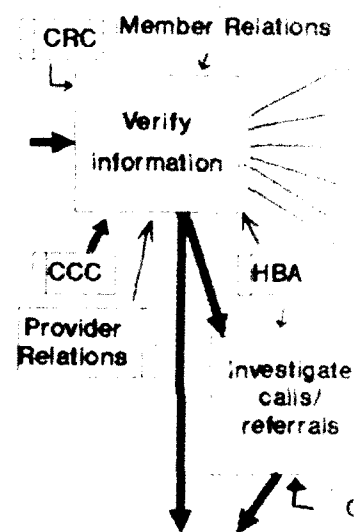 CRC
Member Relations
Verify
information
CCC
HBA
Provider
Relations
Investigate
calls/
referrals